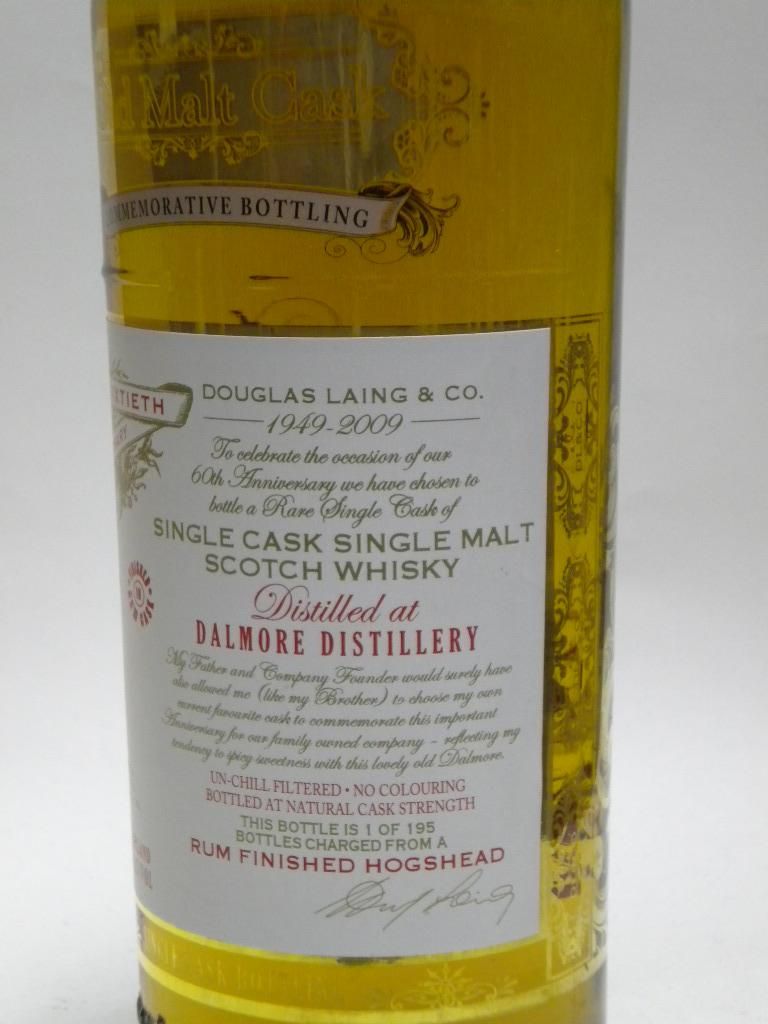 Malt Cask
COMMEMORATIVE BOTTLING
DOUGLAS LAING & CO.
1949-2009
To celebrate the occasion of our
60th Anniversary we have chosen to
bottle a Rare Single Cask of
SINGLE CASK SINGLE MALT
SCOTCH WHISKY
Distilled at
DALMORE DISTILLERY
My Father and Company Founder would surely have
also allowed me (like my Brother) to choose my own
current favourite cask to commemorate this important
Anniversary for our family owned company - reflecting my
tendency to spicy sweetness with this lovely old Dalmore.
UN-CHILL FILTERED • NO COLOURING
BOTTLED AT NATURAL CASK STRENGTH
THIS BOTTLE IS 1 OF 195
BOTTLES CHARGED FROM A
RUM FINISHED HOGSHEAD